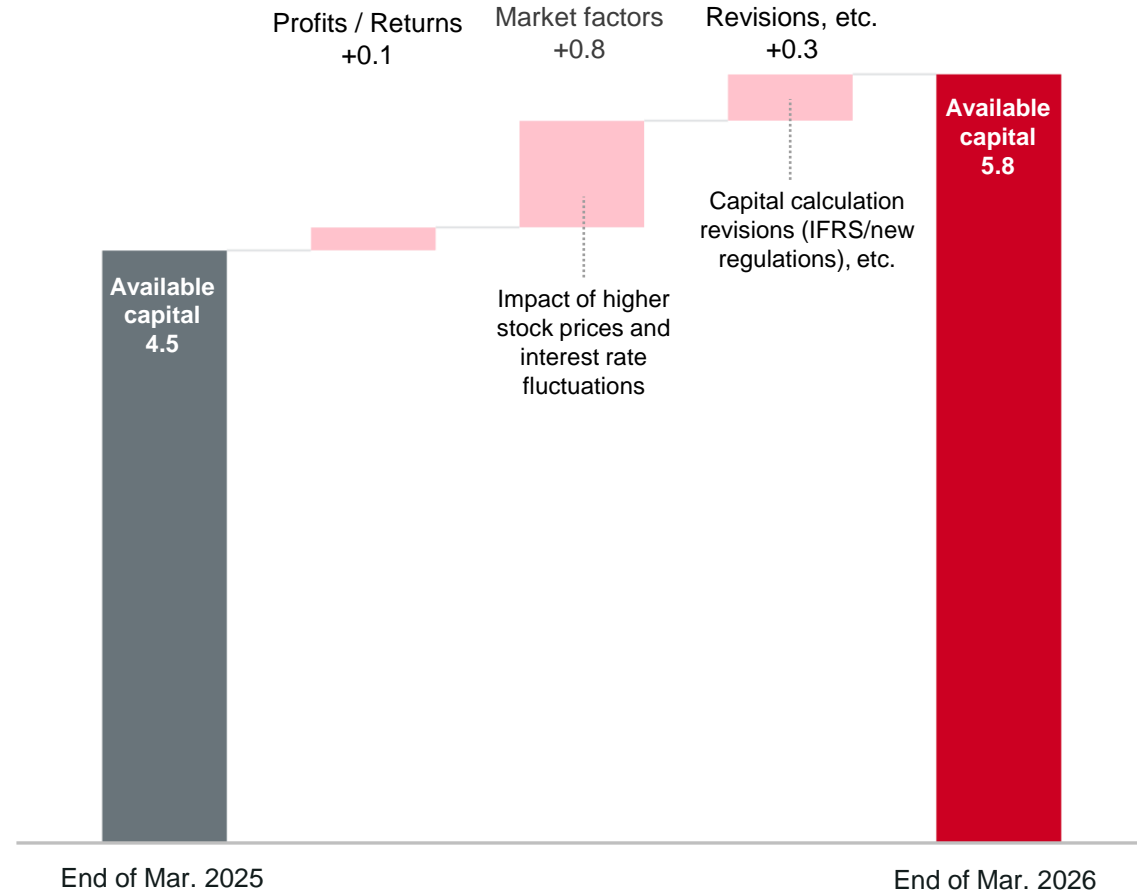 Profits / Returns
+0.1
Market factors
+0.8
Revisions, etc.
+0.3
Available
capital
4.5
Impact of higher
stock prices and
interest rate
fluctuations
Capital calculation
revisions (IFRS/new
regulations), etc.
Available
capital
5.8
End of Mar. 2025
End of Mar. 2026